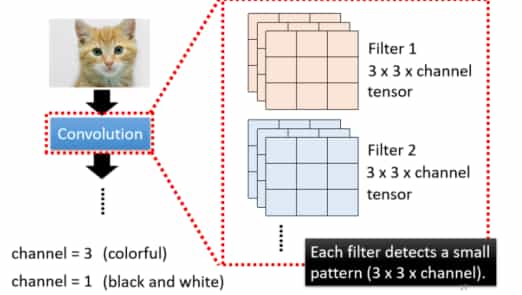 Convolution
Filter 1
3 x 3 x channel
tensor
Filter 2
3 x 3 x channel
tensor
channel = 3 (colorful)
channel = 1 (black and white)
Each filter detects a small
pattern (3 x 3 x channel).